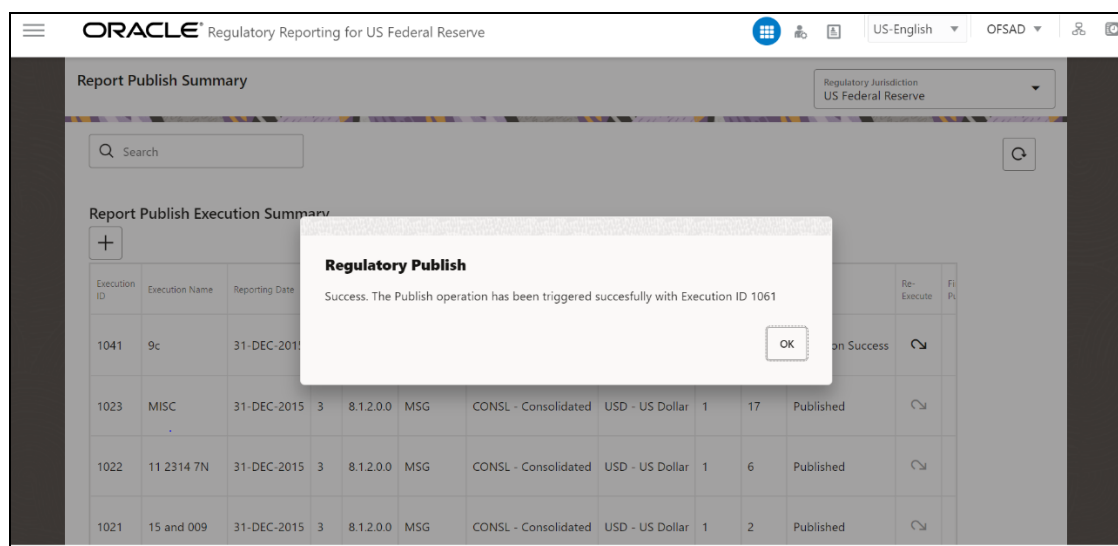 ORACLE® Regulatory Reporting for US Federal Reserve
US-English
OFSAD
Report Publish Summary
Regulatory Jurisdiction
US Federal Reserve
Search
Report Publish Execution Summary
Regulatory Publish
Success. The Publish operation has been triggered succesfully with Execution ID 1061
OK
Execution ID Execution Name Reporting Date Re-Execute
1041 9c 31-DEC-201 on Success
1023 MISC 31-DEC-2015 3 8.1.2.0.0 MSG CONSL - Consolidated USD - US Dollar 1 17 Published
1022 11 2314 7N 31-DEC-2015 3 8.1.2.0.0 MSG CONSL - Consolidated USD - US Dollar 1 6 Published
1021 15 and 009 31-DEC-2015 3 8.1.2.0.0 MSG CONSL - Consolidated USD - US Dollar 1 2 Published